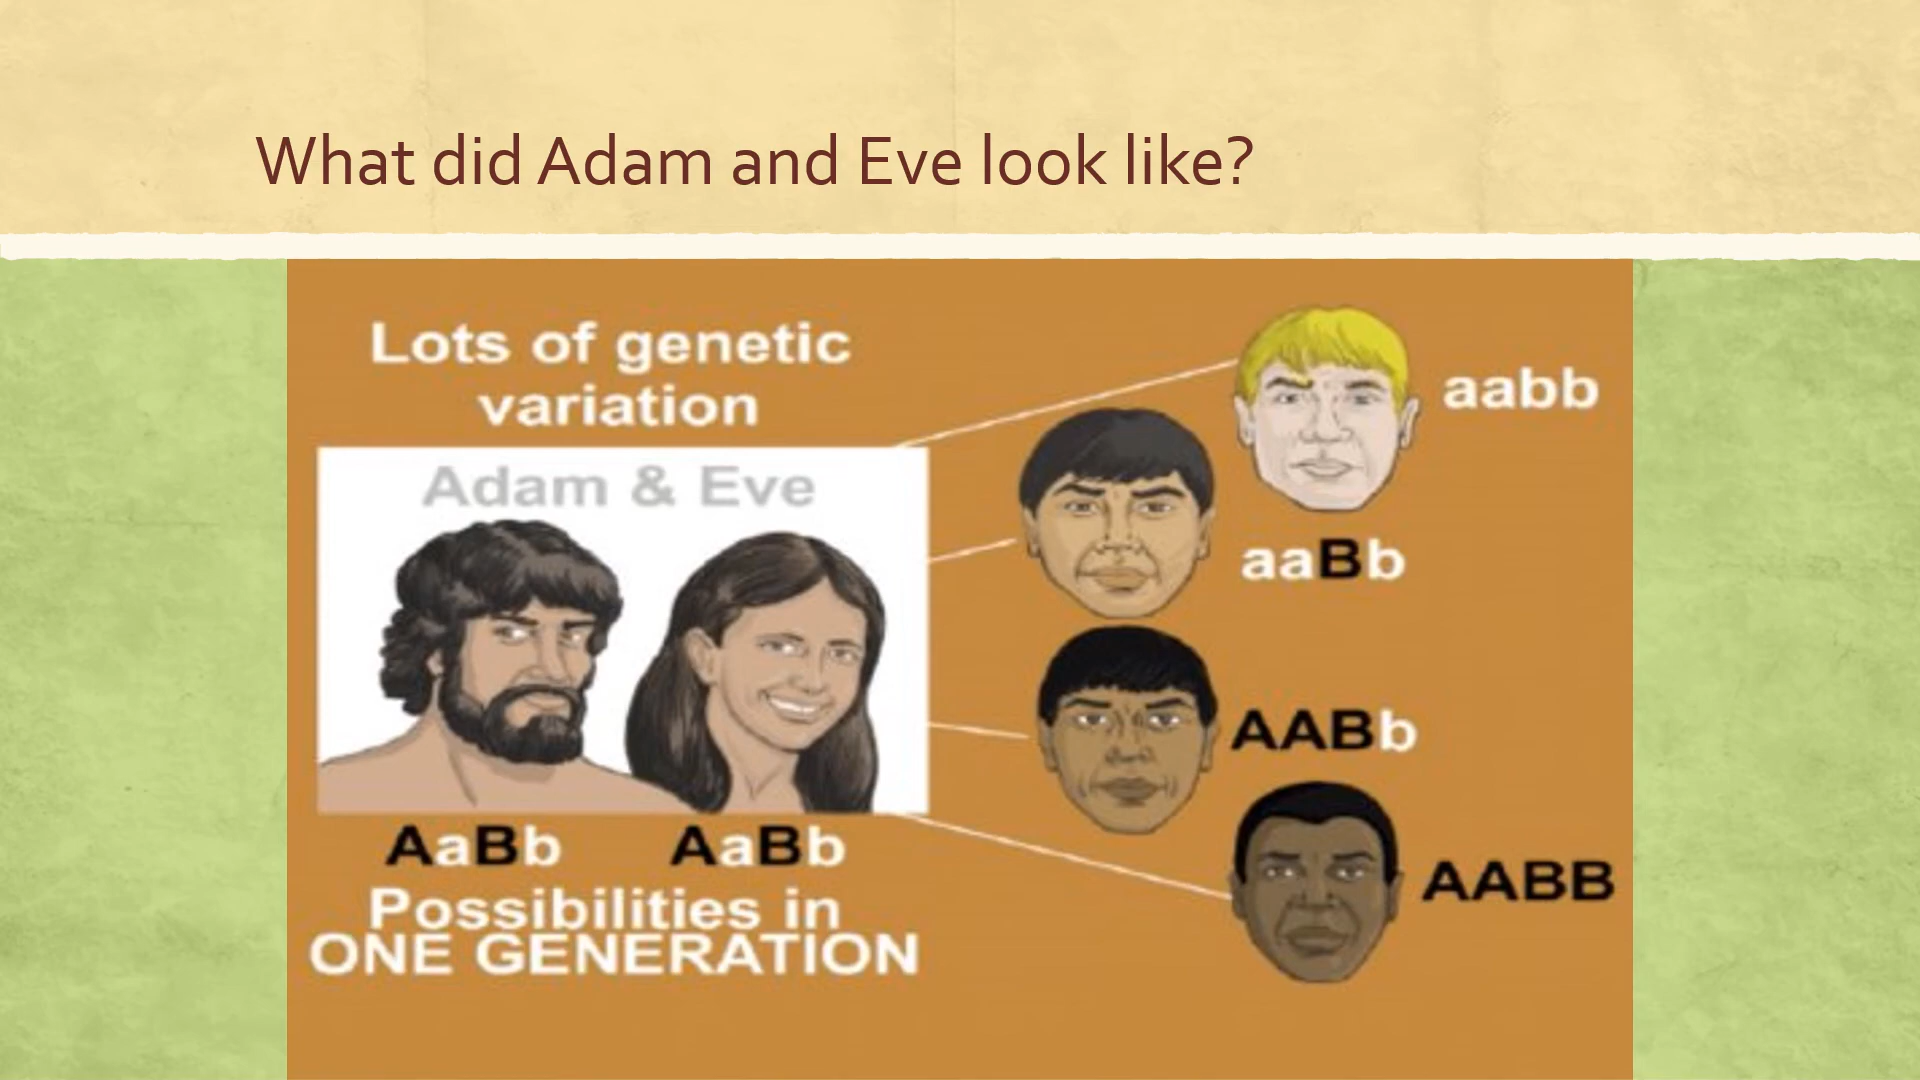 What did Adam and Eve look like?
Lots of genetic
variation
Adam & Eve
AaBb AaBb
Possibilities in
ONE GENERATION
aabb
aaBb
AABb
AABB